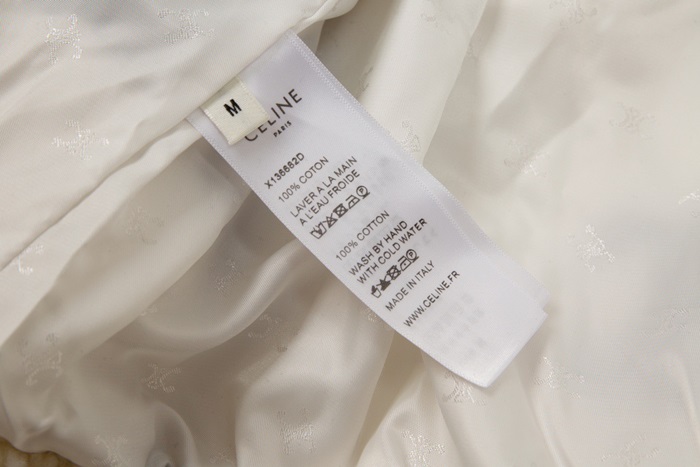 M
CELINE
PARIS
X136682D
100% COTON
LAVER A LA MAIN
A L'EAU FROIDE
100% COTTON
WASH BY HAND
WITH COLD WATER
MADE IN ITALY
WWW.CELINE.FR